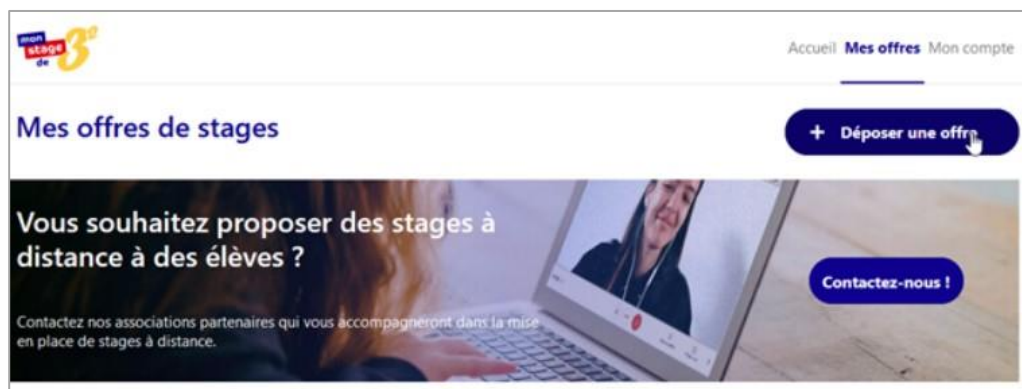 mon
stage
de 3e
Accueil Mes offres Mon compte
Mes offres de stages
+ Déposer une offre
Vous souhaitez proposer des stages à
distance à des élèves ?
Contactez-nous !
Contactez nos associations partenaires qui vous accompagneront dans la mise
en place de stages à distance.